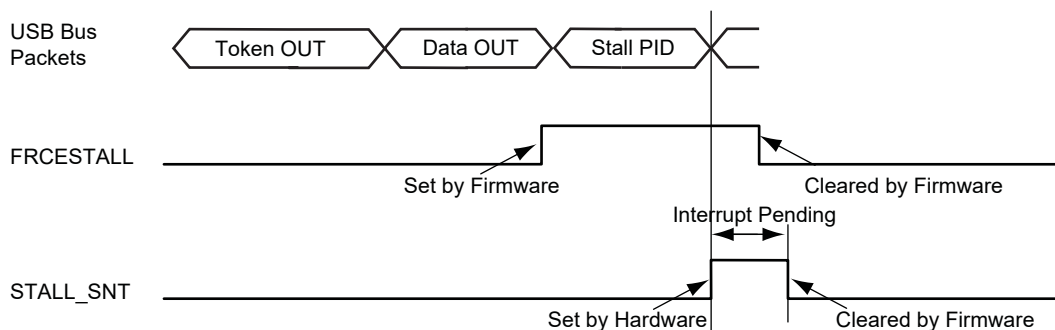 USB Bus
Packets
Token OUT
Data OUT
Stall PID
FRCESTALL
Set by Firmware
Cleared by Firmware
Interrupt Pending
STALL_SNT
Set by Hardware
Cleared by Firmware